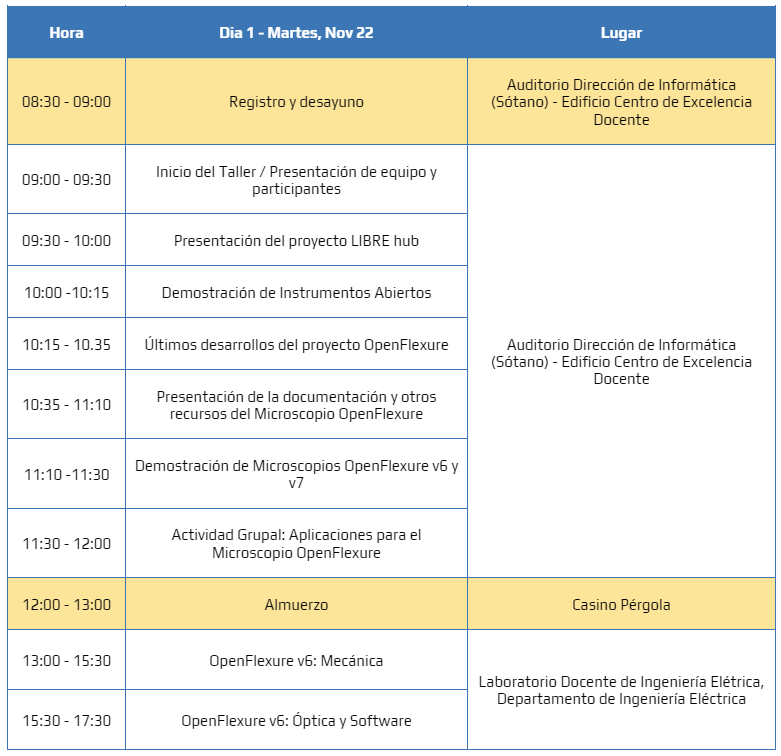 Hora Dia 1 - Martes, Nov 22 Lugar
08:30 - 09:00 Registro y desayuno Auditorio Dirección de Informática
(Sótano) - Edificio Centro de Excelencia
Docente
09:00 - 09:30 Inicio del Taller / Presentación de equipo y
participantes
09:30 - 10:00 Presentación del proyecto LIBRE hub
10:00 -10:15 Demostración de Instrumentos Abiertos
10:15 - 10.35 Últimos desarrollos del proyecto OpenFlexure
Auditorio Dirección de Informática
(Sótano) - Edificio Centro de Excelencia
Docente
10:35 - 11:10 Presentación de la documentación y otros
recursos del Microscopio OpenFlexure
11:10 -11:30 Demostración de Microscopios OpenFlexure v6 y
v7
11:30 - 12:00 Actividad Grupal: Aplicaciones para el
Microscopio OpenFlexure
12:00 - 13:00 Almuerzo Casino Pérgola
13:00 - 15:30 OpenFlexure v6: Mecánica
Laboratorio Docente de Ingeniería Elétrica,
Departamento de Ingeniería Eléctrica
15:30 - 17:30 OpenFlexure v6: Óptica y Software